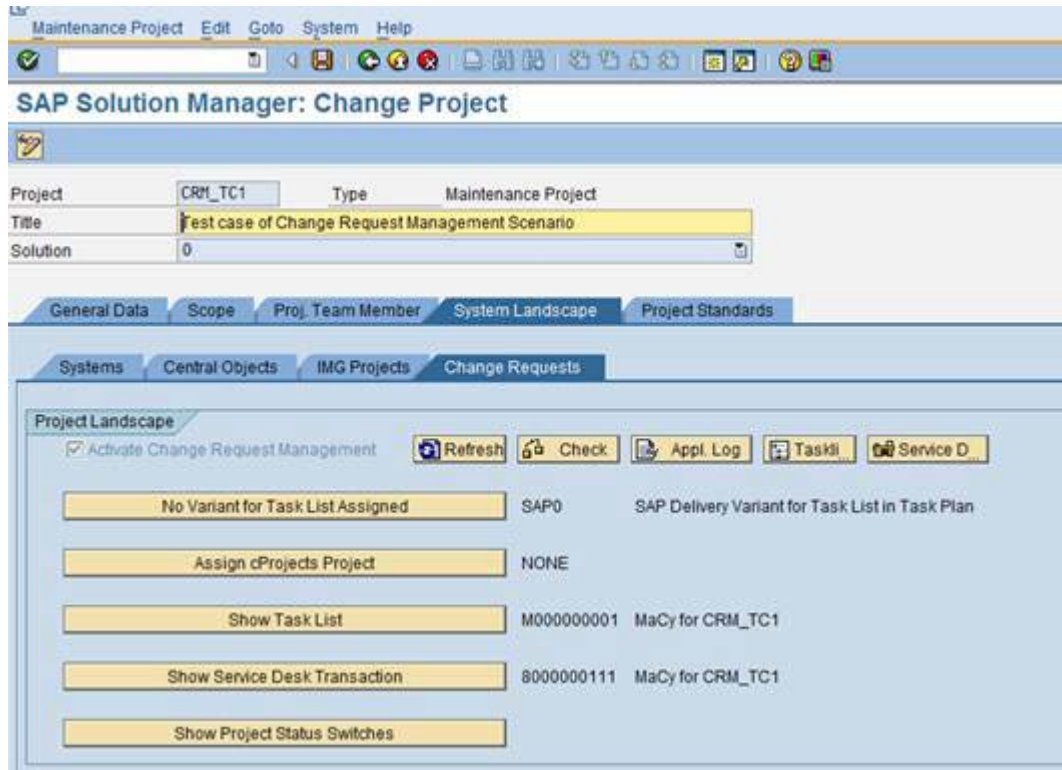 Maintenance Project Edit Goto System Help
SAP Solution Manager: Change Project
Project CRM_TC1 Type Maintenance Project
Title Test case of Change Request Management Scenario
Solution 0
General Data Scope Proj. Team Member System Landscape Project Standards
Systems Central Objects IMG Projects Change Requests
Project Landscape
Activate Change Request Management Refresh Check Appl. Log Taskli... Service D...
No Variant for Task List Assigned SAP0 SAP Delivery Variant for Task List in Task Plan
Assign cProjects Project NONE
Show Task List M000000001 MaCy for CRM_TC1
Show Service Desk Transaction 8000000111 MaCy for CRM_TC1
Show Project Status Switches